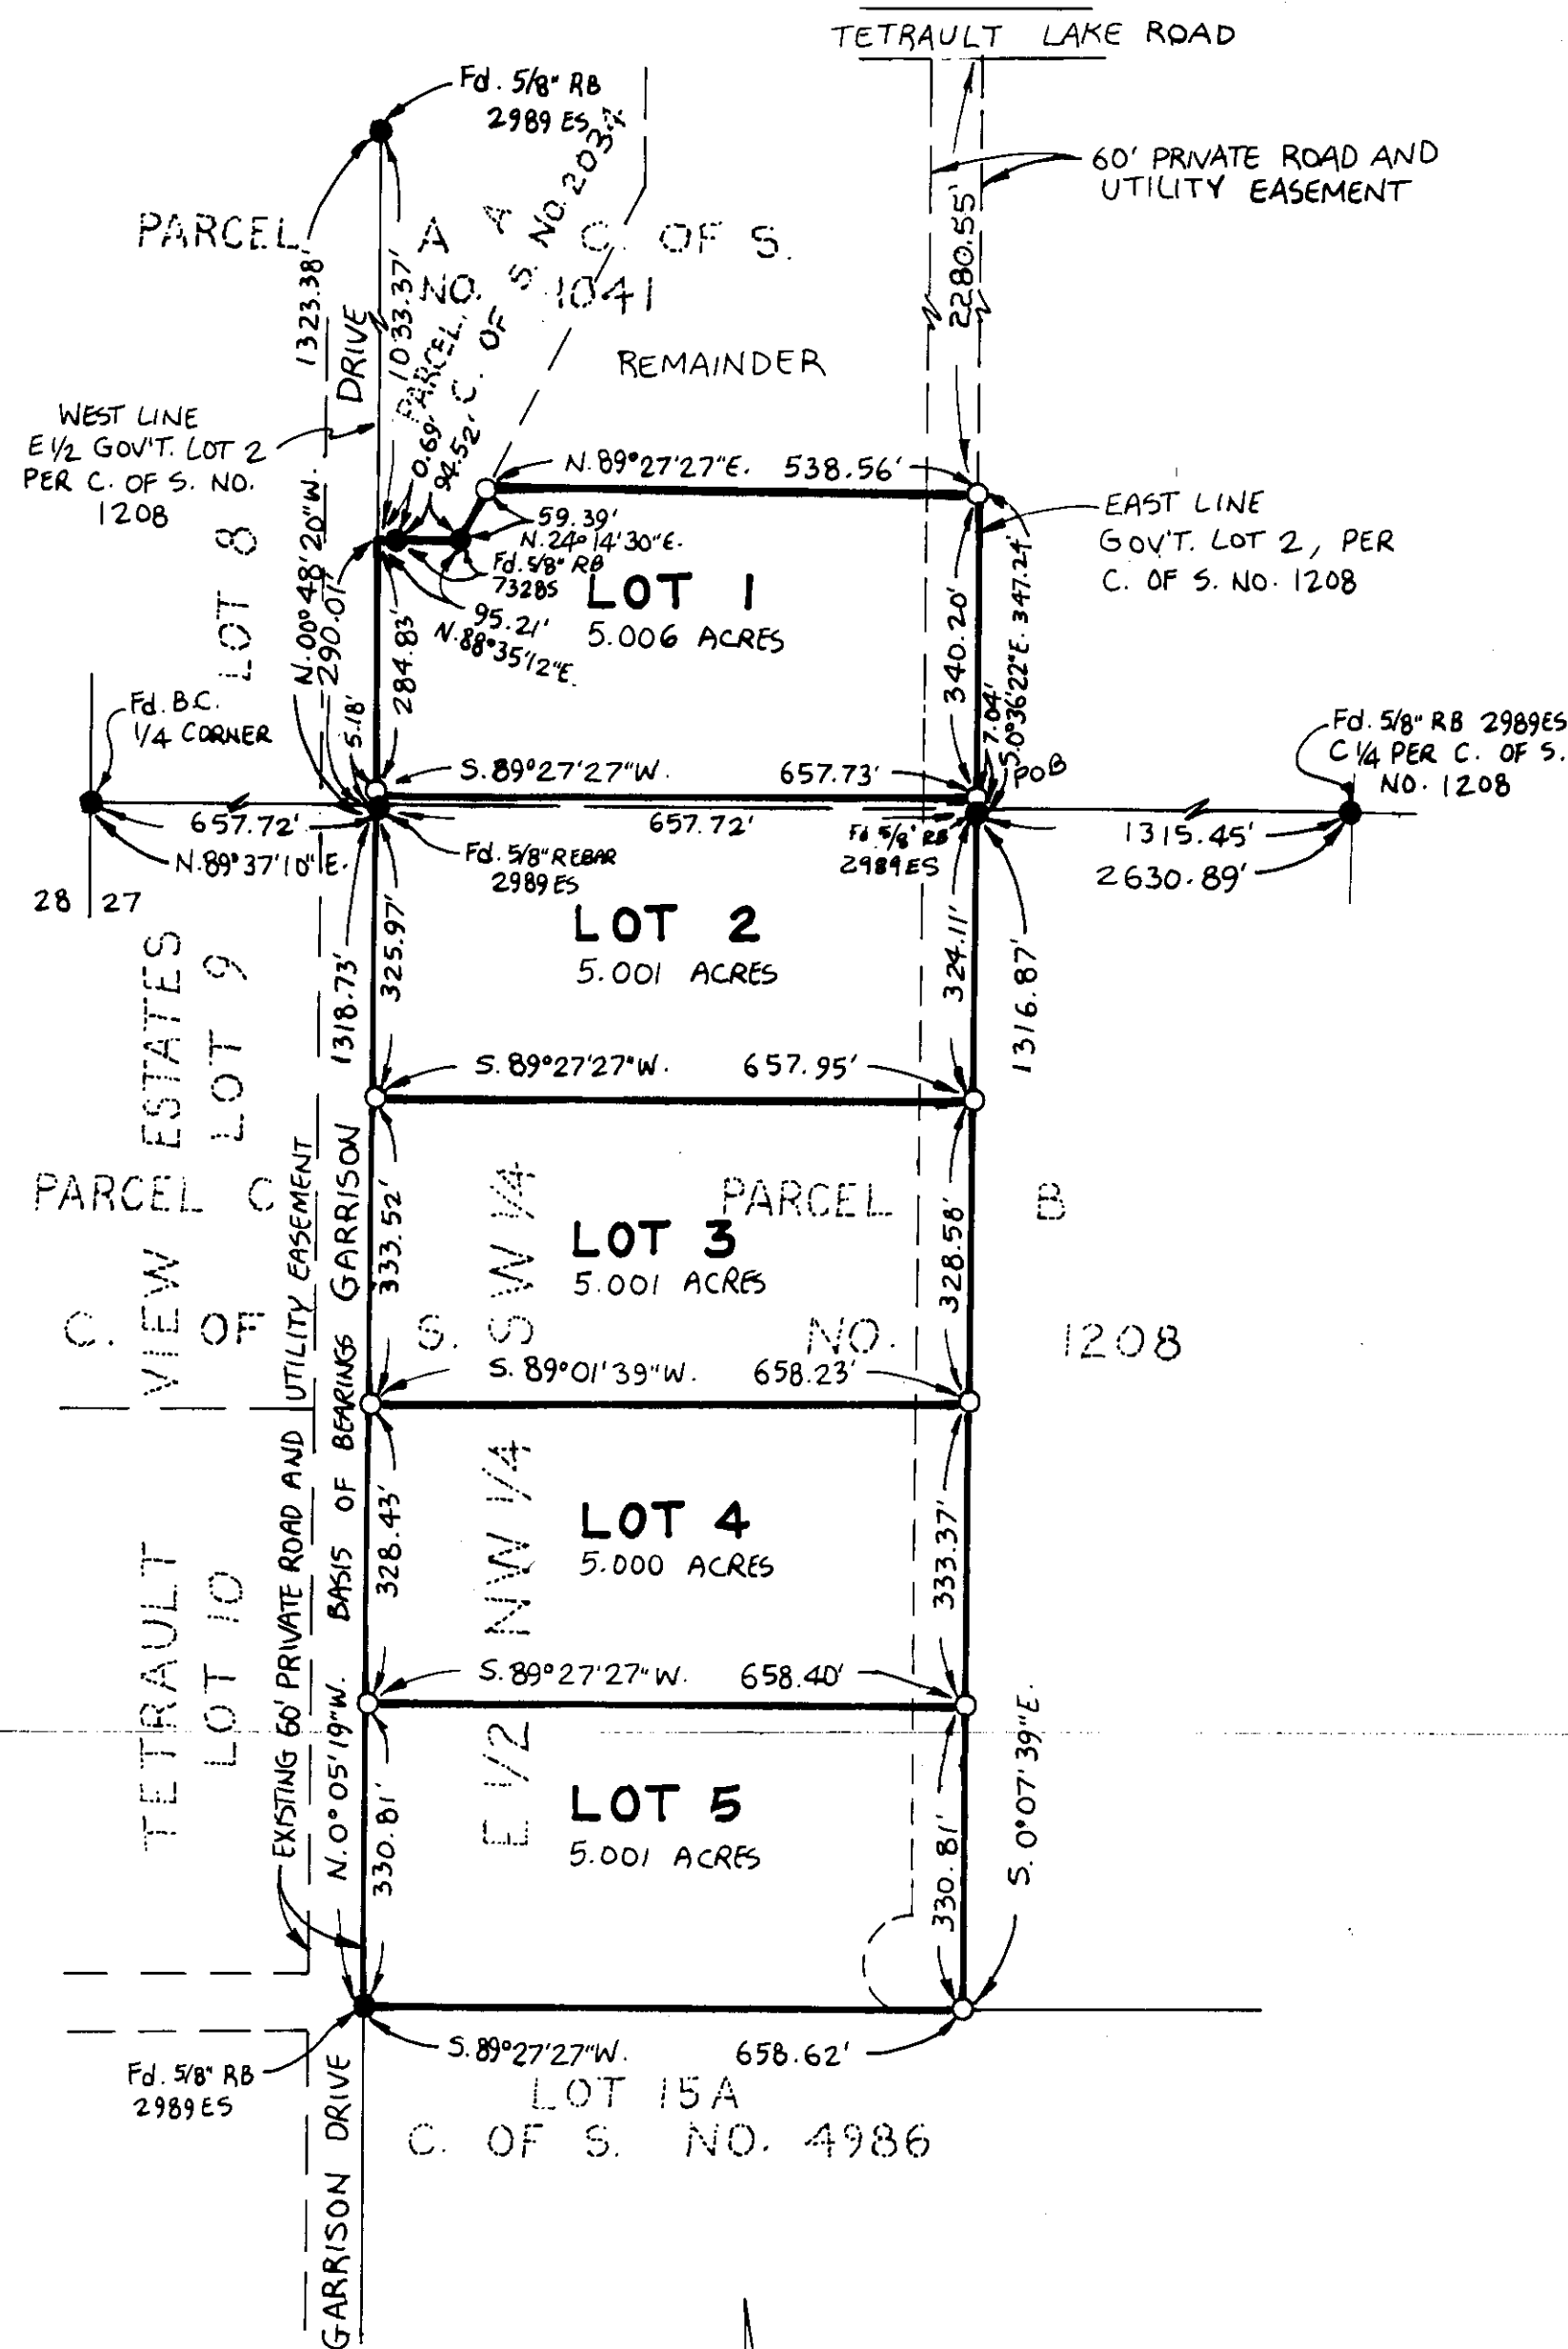 TETRAULT LAKE ROAD
Fd. 5/8" RB
2989 ES
60' PRIVATE ROAD AND
UTILITY EASEMENT
2280.55'
PARCEL A C. OF S.
NO. 1041
PARCEL A C. OF S. NO. 2034
1323.38'
1033.37'
DRIVE
REMAINDER
WEST LINE
E 1/2 GOV'T. LOT 2
PER C. OF S. NO.
1208
0.69'
94.52'
N.89°27'27"E. 538.56'
EAST LINE
GOV'T. LOT 2, PER
C. OF S. NO. 1208
59.39'
N.24°14'30"E.
Fd. 5/8" RB
7328S
95.21'
N.88°35'12"E.
LOT 1
5.006 ACRES
LOT 8
N.00°48'20"W.
290.01'
5.18'
284.83'
340.20'
7.04'
S.0°36'22"E. 347.24'
POB
Fd. B.C.
1/4 CORNER
S.89°27'27"W. 657.73'
Fd. 5/8" RB 2989ES
C 1/4 PER C. OF S.
NO. 1208
657.72'
N.89°37'10"E.
657.72'
Fd. 5/8" REBAR
2989ES
Fd. 5/8" RB
2989ES
1315.45'
2630.89'
28 27
LOT 2
5.001 ACRES
1318.73'
325.97'
324.11'
1316.87'
S.89°27'27"W. 657.95'
LOT 9
PARCEL C
C. OF S. NO. 1208
PARCEL B
LOT 3
5.001 ACRES
333.52'
328.58'
S.89°01'39"W. 658.23'
TETRAULT VIEW ESTATES
LOT 10
EXISTING 60' PRIVATE ROAD AND UTILITY EASEMENT
N.0°05'19"W. BASIS OF BEARINGS GARRISON
E 1/2 NW 1/4 SW 1/4
LOT 4
5.000 ACRES
328.43'
333.37'
S.89°27'27"W. 658.40'
LOT 5
5.001 ACRES
330.81'
330.81'
S.0°07'39"E.
S.89°27'27"W. 658.62'
Fd. 5/8" RB
2989ES
LOT 15A
C. OF S. NO. 4986
GARRISON DRIVE